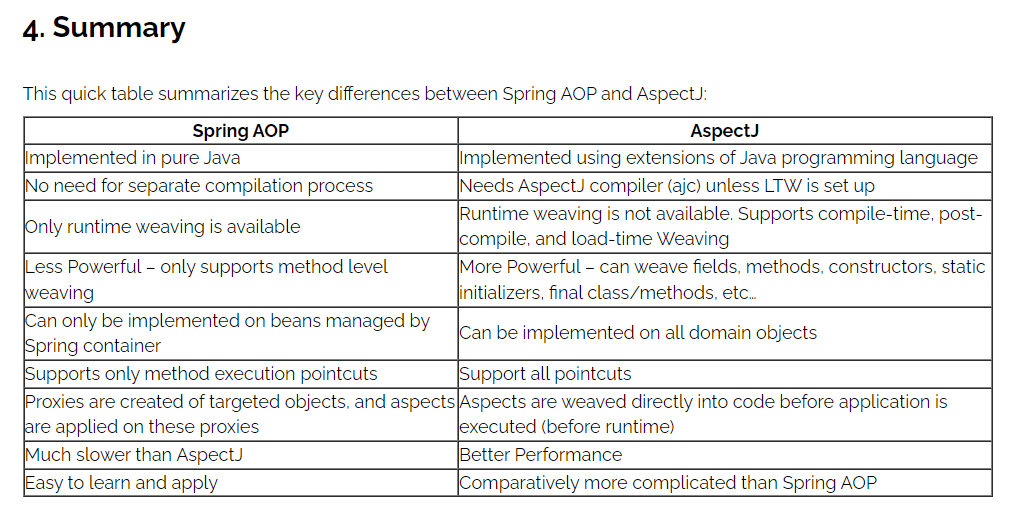 4. Summary
This quick table summarizes the key differences between Spring AOP and AspectJ:
Spring AOP AspectJ
Implemented in pure Java Implemented using extensions of Java programming language
No need for separate compilation process Needs AspectJ compiler (ajc) unless LTW is set up
Only runtime weaving is available
Runtime weaving is not available. Supports compile-time, post-
compile, and load-time Weaving
Less Powerful – only supports method level
weaving
More Powerful – can weave fields, methods, constructors, static
initializers, final class/methods, etc…
Can only be implemented on beans managed by
Spring container
Can be implemented on all domain objects
Supports only method execution pointcuts Support all pointcuts
Proxies are created of targeted objects, and aspects
are applied on these proxies
Aspects are weaved directly into code before application is
executed (before runtime)
Much slower than AspectJ Better Performance
Easy to learn and apply Comparatively more complicated than Spring AOP